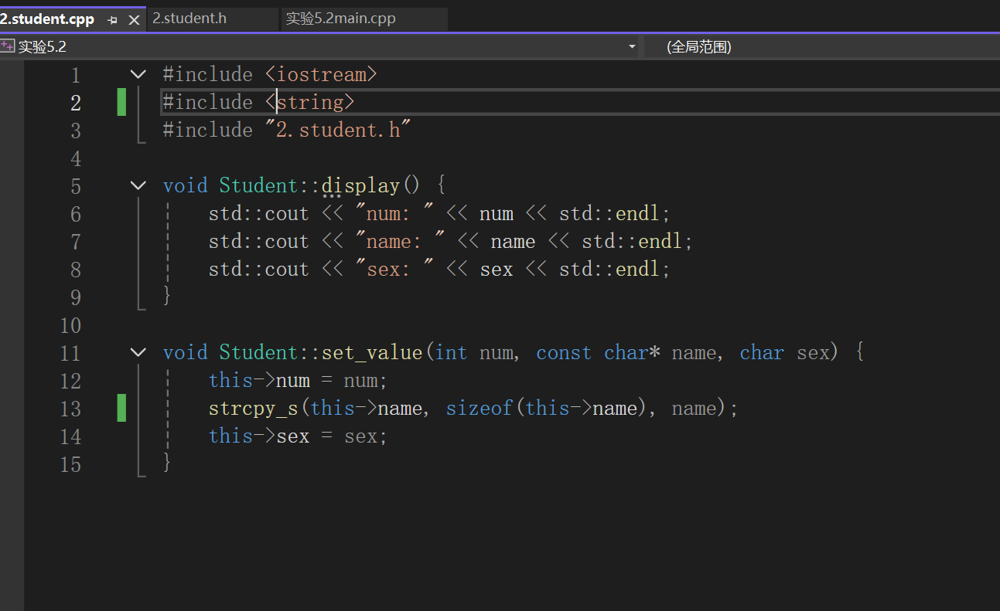 2.student.cpp 2.student.h 实验5.2main.cpp
实验5.2 (全局范围)
1 #include <iostream>
2 #include <string>
3 #include "2.student.h"
4
5 void Student::display() {
6 std::cout << "num: " << num << std::endl;
7 std::cout << "name: " << name << std::endl;
8 std::cout << "sex: " << sex << std::endl;
9 }
10
11 void Student::set_value(int num, const char* name, char sex) {
12 this->num = num;
13 strcpy_s(this->name, sizeof(this->name), name);
14 this->sex = sex;
15 }